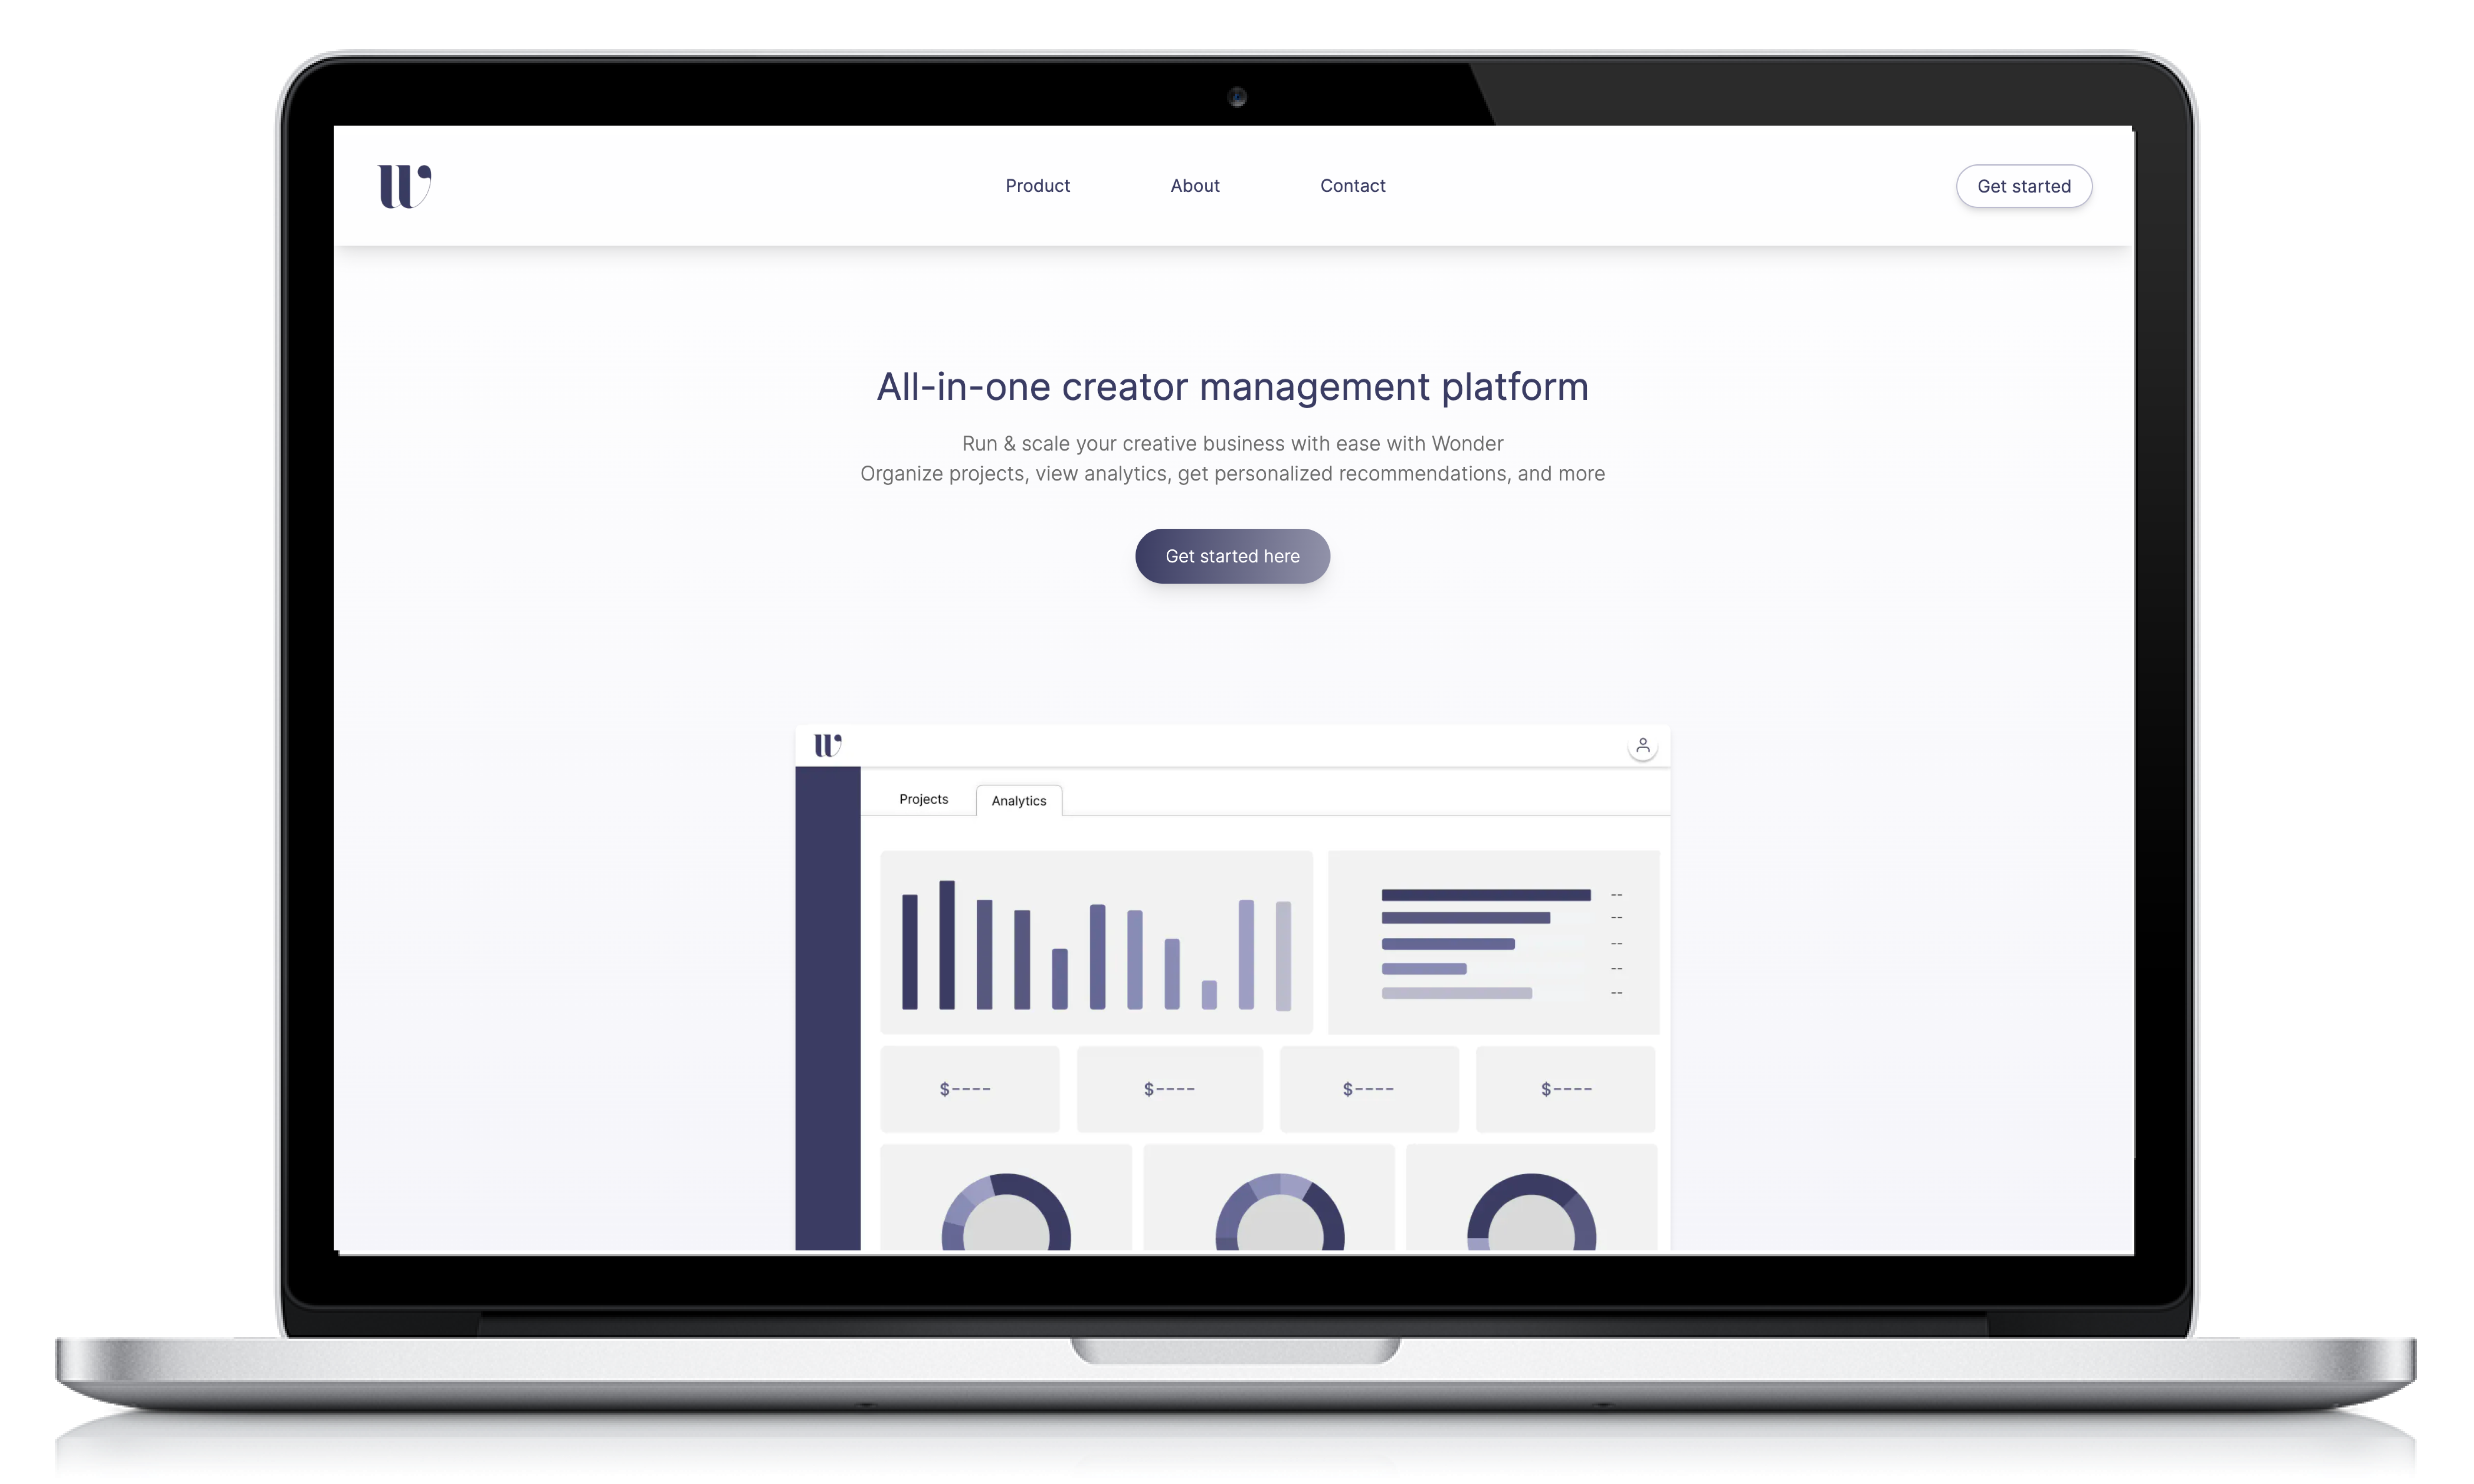 W
Product About Contact Get started
All-in-one creator management platform
Run & scale your creative business with ease with Wonder
Organize projects, view analytics, get personalized recommendations, and more
Get started here
W
Projects Analytics
--
--
--
--
--
$---- $---- $---- $----